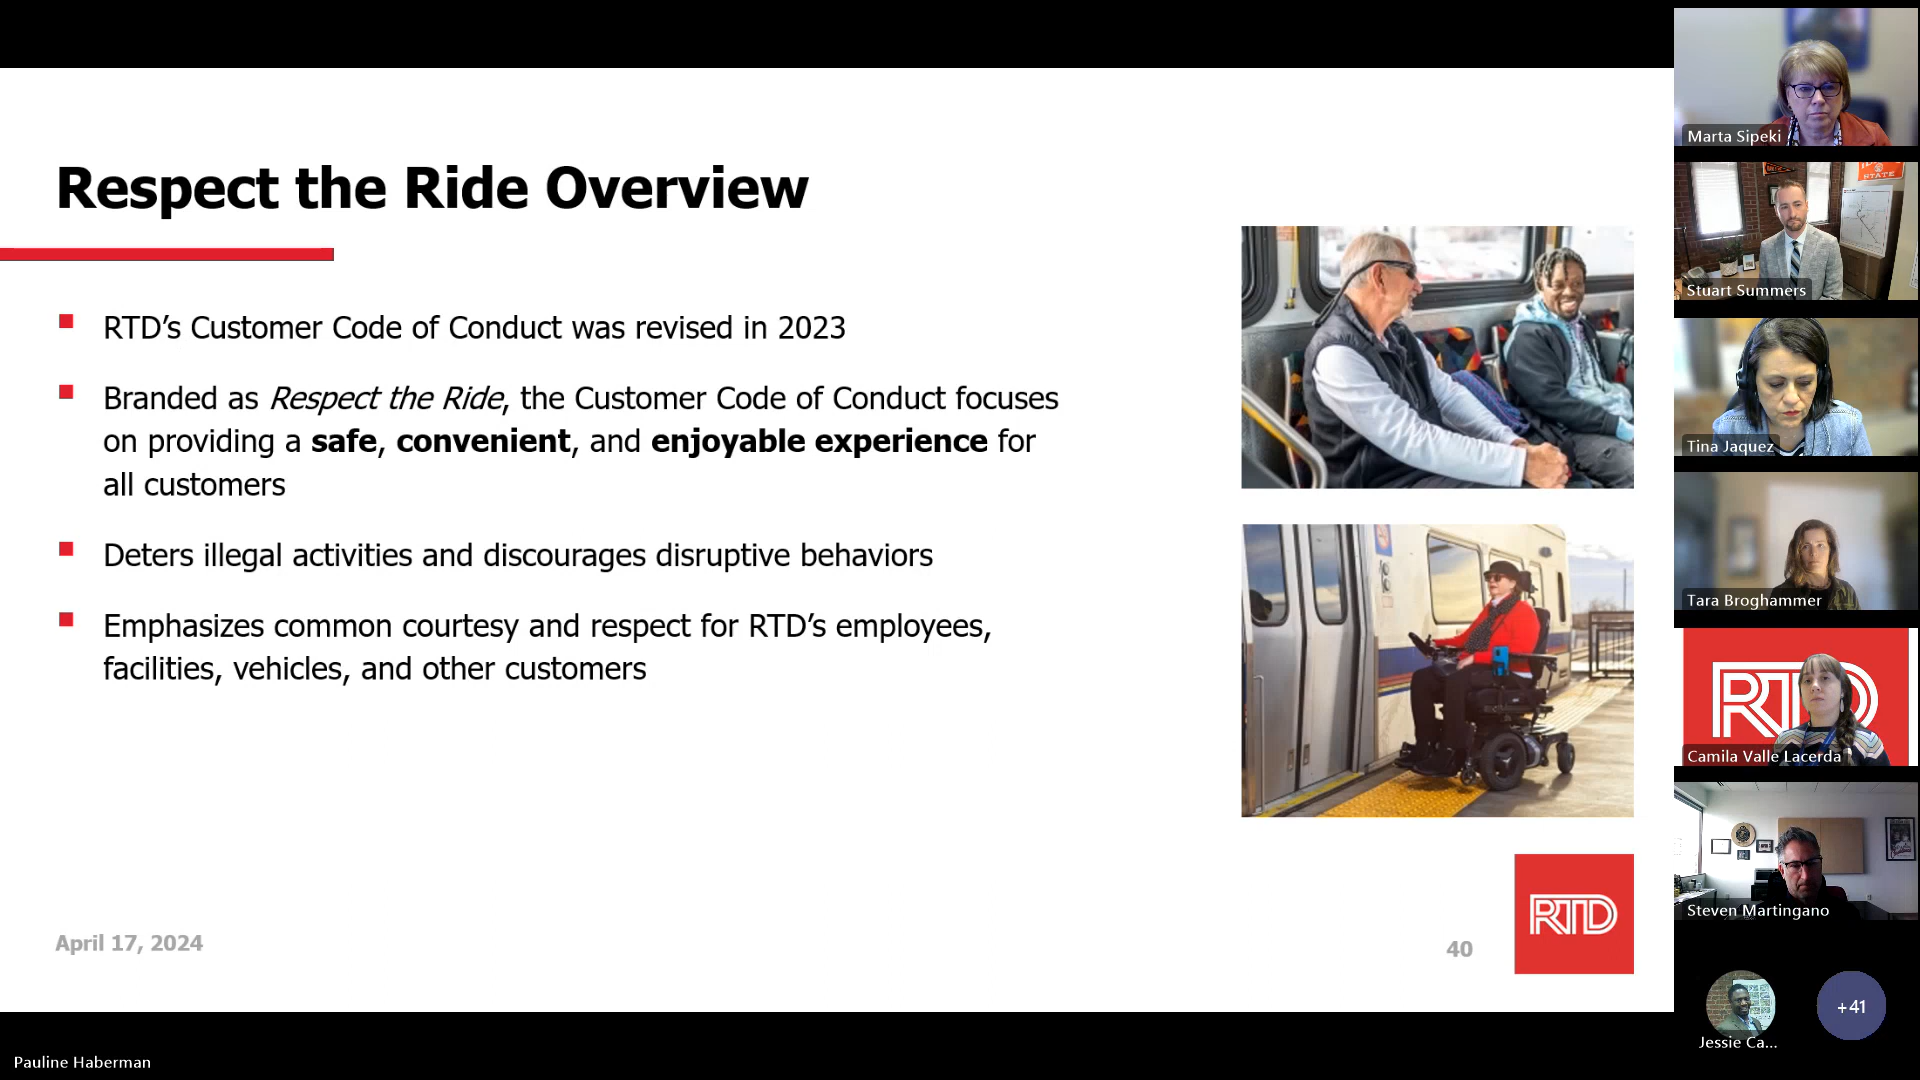 Respect the Ride Overview
RTD’s Customer Code of Conduct was revised in 2023
Branded as Respect the Ride, the Customer Code of Conduct focuses
on providing a safe, convenient, and enjoyable experience for
all customers
Deters illegal activities and discourages disruptive behaviors
Emphasizes common courtesy and respect for RTD’s employees,
facilities, vehicles, and other customers
April 17, 2024
40
RTD
Pauline Haberman
Marta Sipeki
STATE
Stuart Summers
Tina Jaquez
Tara Broghammer
RTD
Camila Valle Lacerda
Steven Martingano
Jessie Ca...
+41